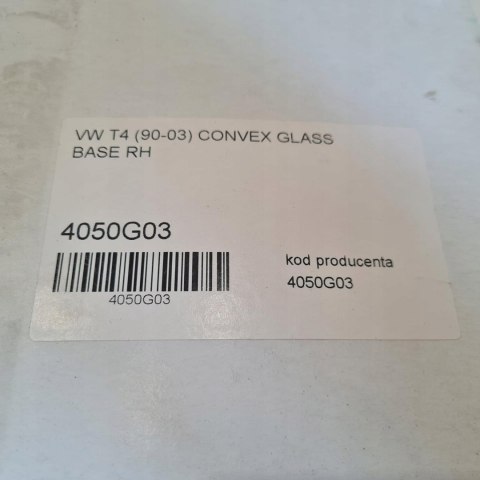 VW T4 (90-03) CONVEX GLASS
BASE RH
4050G03
4050G03
kod producenta
4050G03